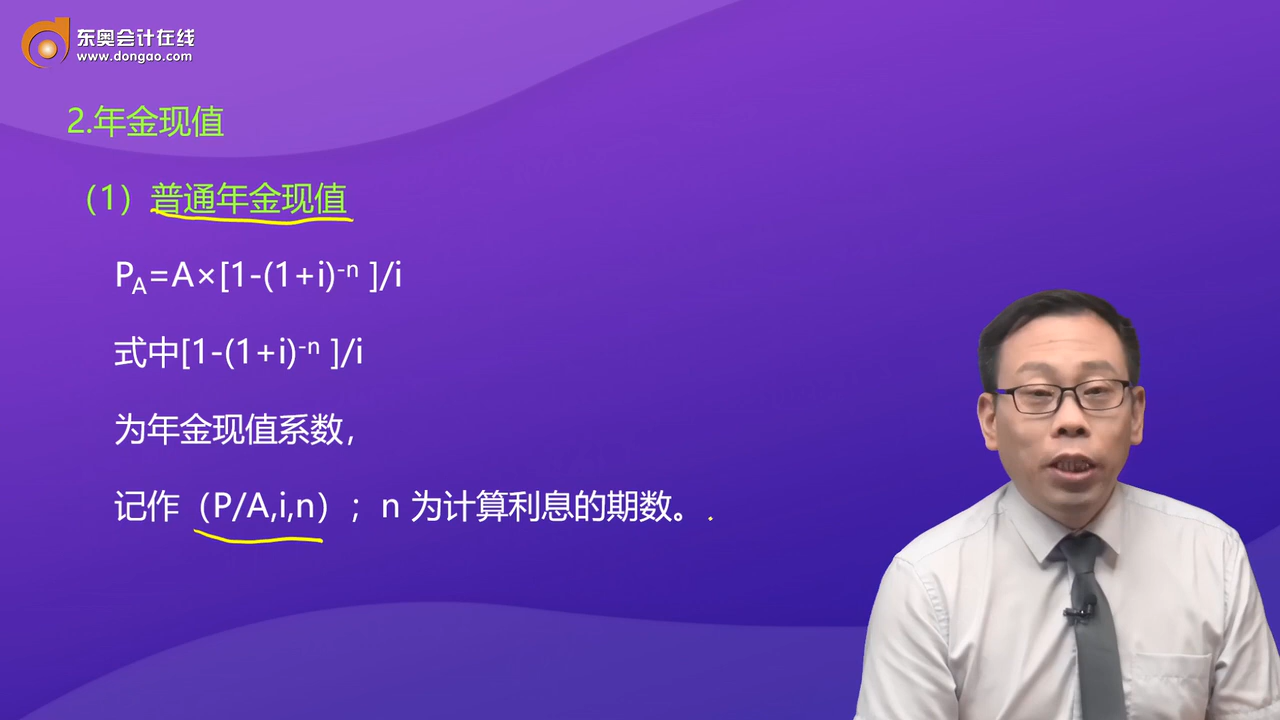 东奥会计在线
www.dongao.com
2.年金现值
（1）普通年金现值
P_A=A×[1-(1+i)^-n ]/i
式中[1-(1+i)^-n ]/i
为年金现值系数，
记作（P/A,i,n）；n 为计算利息的期数。